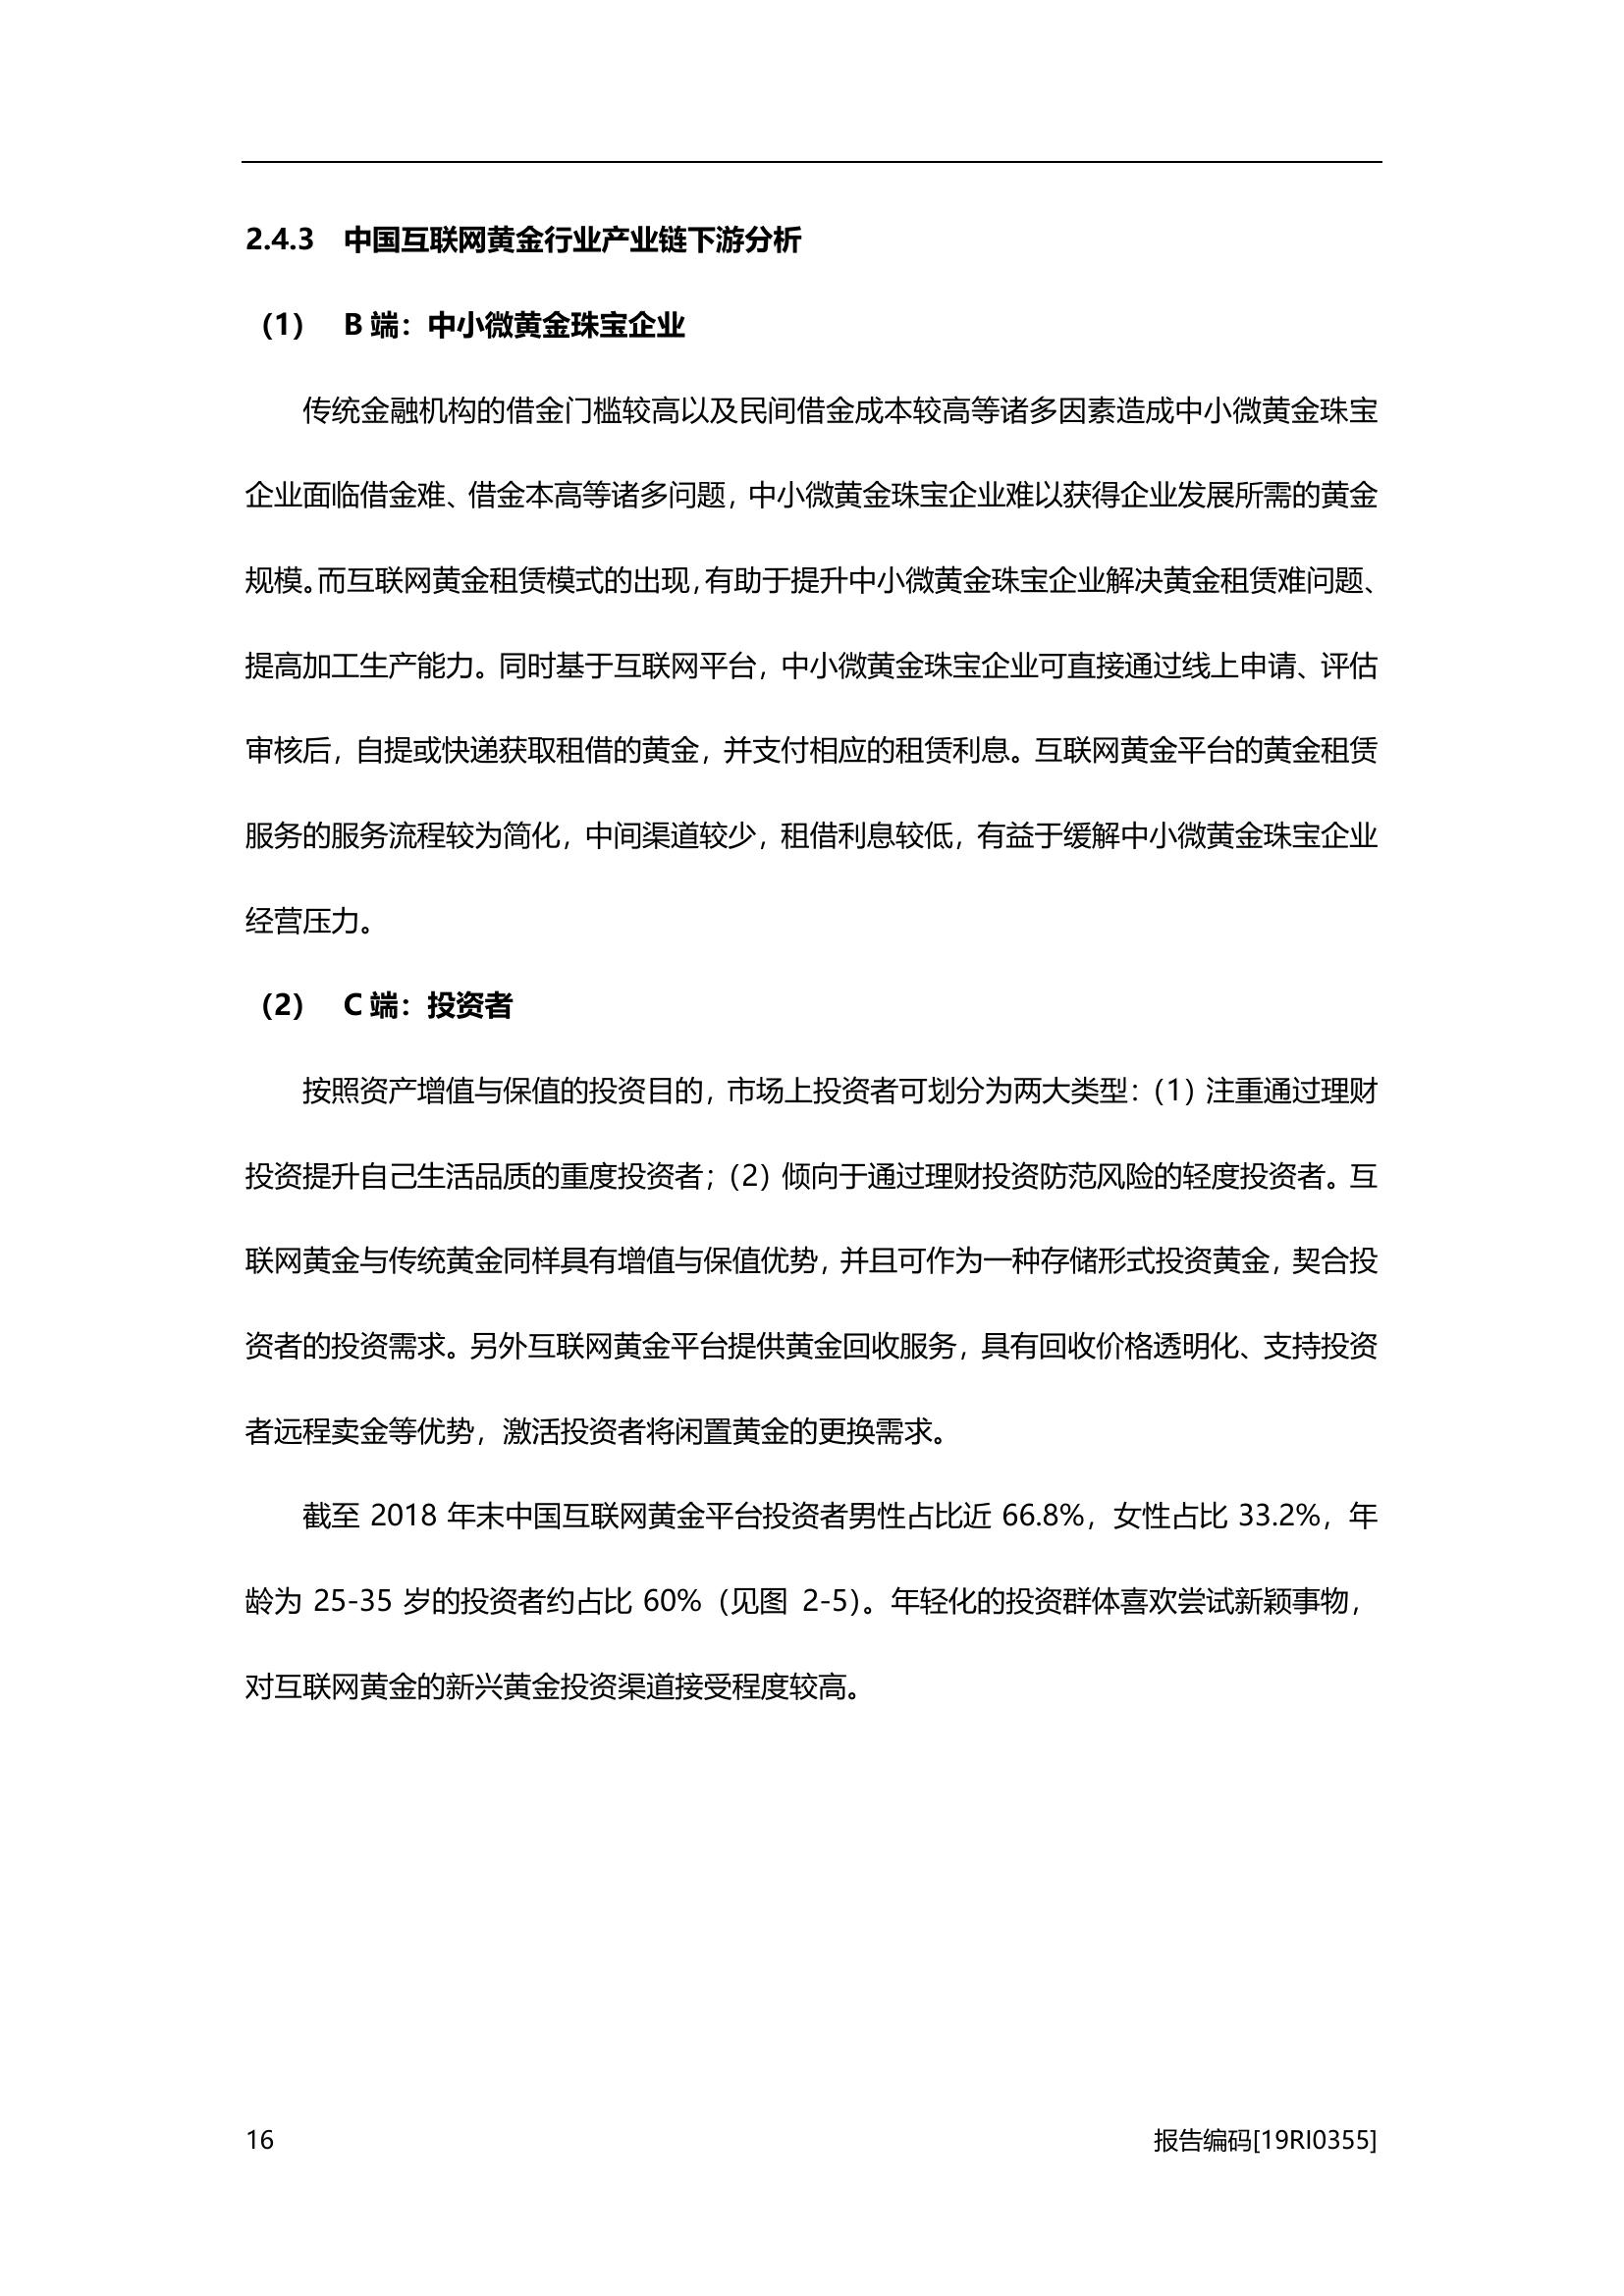 2.4.3 中国互联网黄金行业产业链下游分析
（1） B 端：中小微黄金珠宝企业
传统金融机构的借金门槛较高以及民间借金成本较高等诸多因素造成中小微黄金珠宝
企业面临借金难、借金本高等诸多问题，中小微黄金珠宝企业难以获得企业发展所需的黄金
规模。而互联网黄金租赁模式的出现，有助于提升中小微黄金珠宝企业解决黄金租赁难问题、
提高加工生产能力。同时基于互联网平台，中小微黄金珠宝企业可直接通过线上申请、评估
审核后，自提或快递获取租借的黄金，并支付相应的租赁利息。互联网黄金平台的黄金租赁
服务的服务流程较为简化，中间渠道较少，租借利息较低，有益于缓解中小微黄金珠宝企业
经营压力。
（2） C 端：投资者
按照资产增值与保值的投资目的，市场上投资者可划分为两大类型：（1）注重通过理财
投资提升自己生活品质的重度投资者；（2）倾向于通过理财投资防范风险的轻度投资者。互
联网黄金与传统黄金同样具有增值与保值优势，并且可作为一种存储形式投资黄金，契合投
资者的投资需求。另外互联网黄金平台提供黄金回收服务，具有回收价格透明化、支持投资
者远程卖金等优势，激活投资者将闲置黄金的更换需求。
截至 2018 年末中国互联网黄金平台投资者男性占比近 66.8%，女性占比 33.2%，年
龄为 25-35 岁的投资者约占比 60%（见图 2-5）。年轻化的投资群体喜欢尝试新颖事物，
对互联网黄金的新兴黄金投资渠道接受程度较高。
16 报告编码[19RI0355]